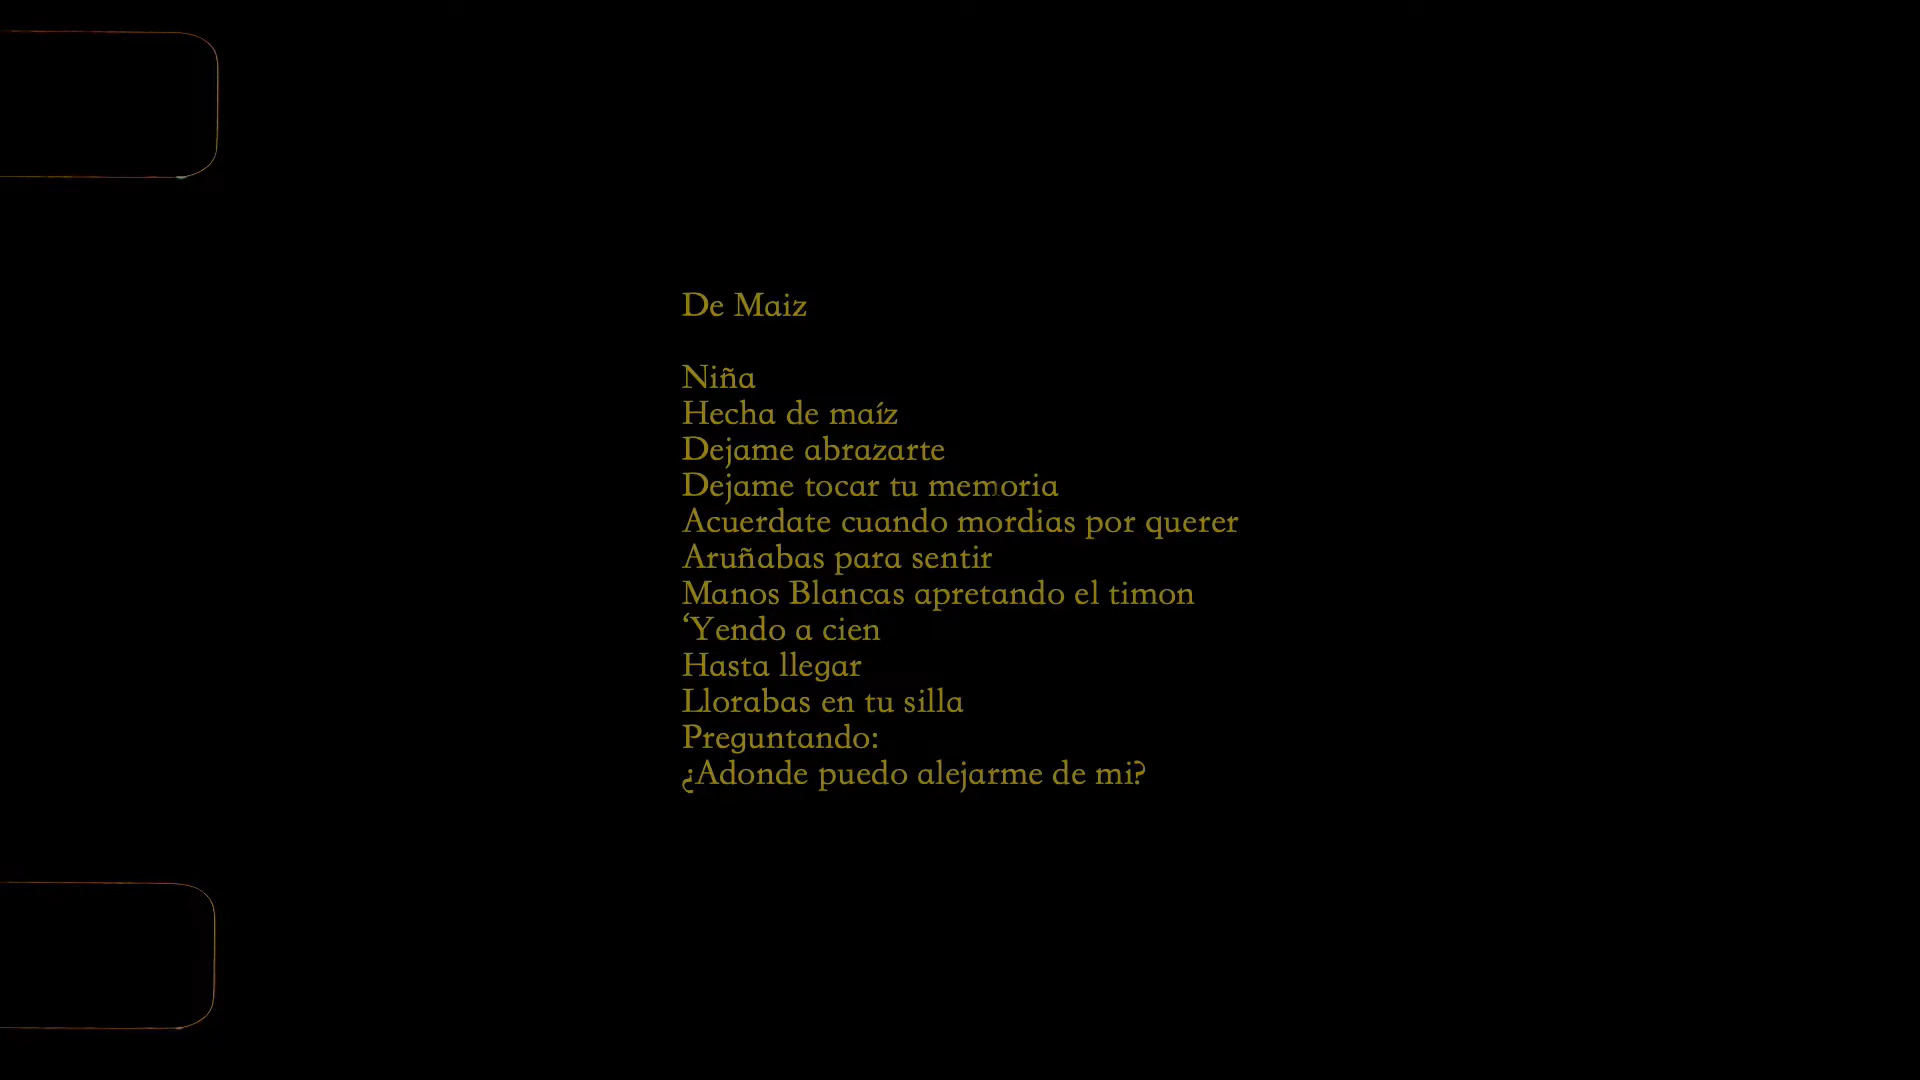 De Maiz
Niña
Hecha de maíz
Dejame abrazarte
Dejame tocar tu memoria
Acuerdate cuando mordias por querer
Aruñabas para sentir
Manos Blancas apretando el timon
‘Yendo a cien
Hasta llegar
Llorabas en tu silla
Preguntando:
¿Adonde puedo alejarme de mi?